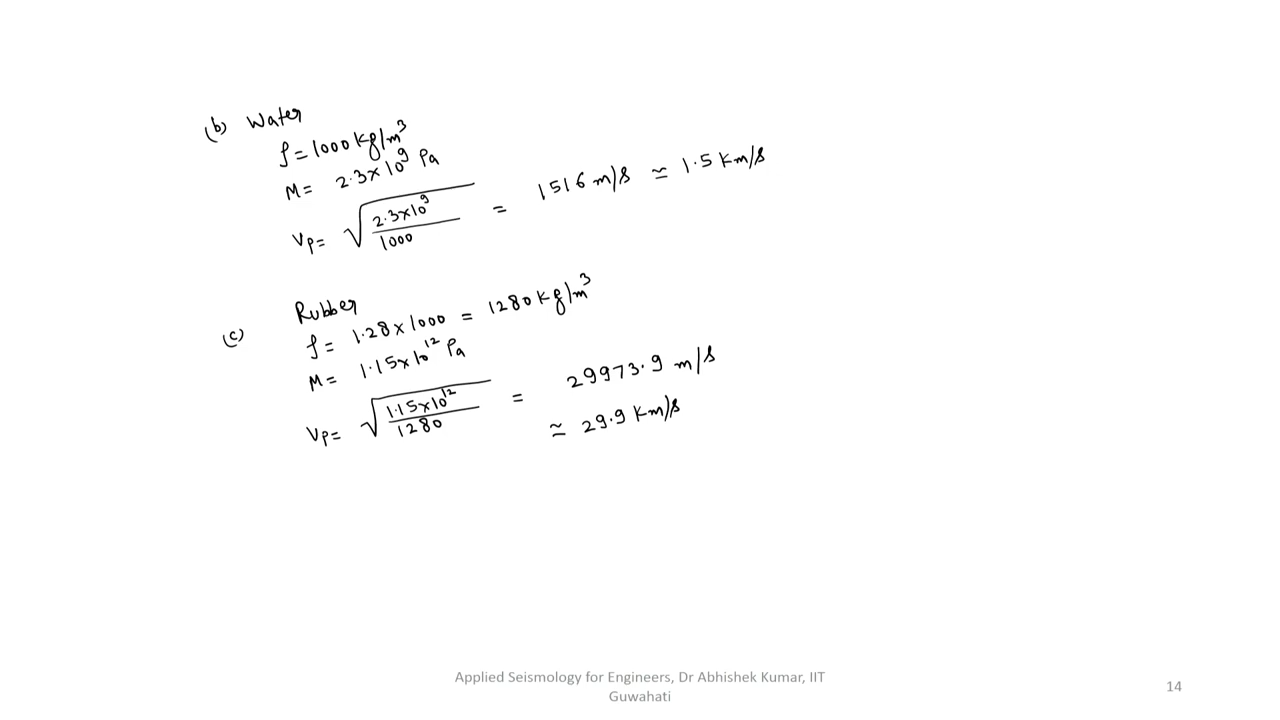 (b) Water
ρ = 1000 kg/m³
M = 2.3×10⁹ Pa
Vp = √(2.3×10⁹/1000) = 1516 m/s ≃ 1.5 km/s
(c) Rubber
ρ = 1.28×1000 = 1280 kg/m³
M = 1.15×10¹² Pa
Vp = √(1.15×10¹²/1280) = 29973.9 m/s
≃ 29.9 km/s
Applied Seismology for Engineers, Dr Abhishek Kumar, IIT
Guwahati
14